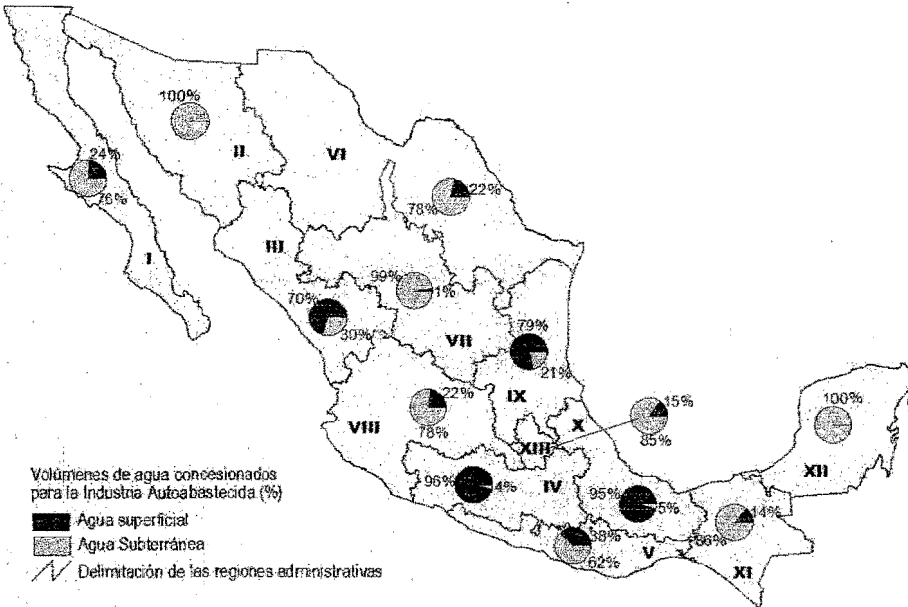 100%
II
VI
24%
76%
22%
78%
I
III
99%
1%
70%
30%
VII
79%
21%
IX
22%
78%
VIII
X
15%
85%
XIII
100%
XII
96%
4%
IV
95%
5%
14%
86%
XI
38%
62%
V
Volúmenes de agua concesionados
para la Industria Autoabastecida (%)
Agua superficial
Agua Subterránea
Delimitación de las regiones administrativas